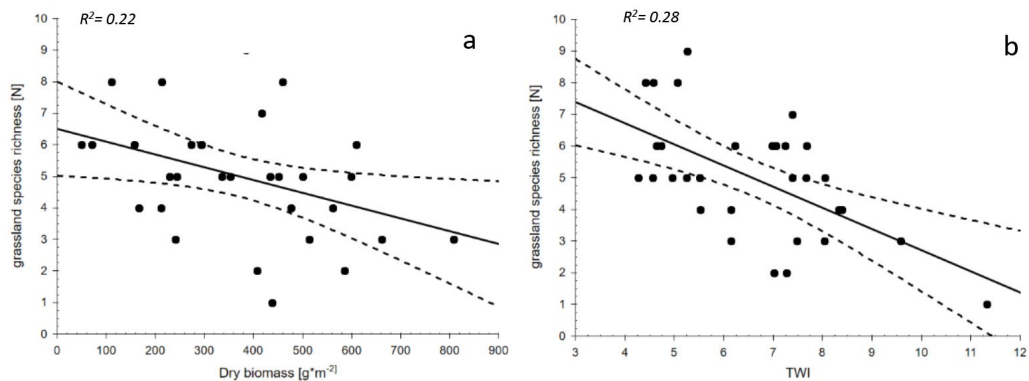 R²= 0.22
a
10
9
8
7
6
5
4
3
2
1
0
grassland species richness [N]
0 100 200 300 400 500 600 700 800 900
Dry biomass [g*m⁻²]
R²= 0.28
b
10
9
8
7
6
5
4
3
2
1
0
grassland species richness [N]
3 4 5 6 7 8 9 10 11 12
TWI